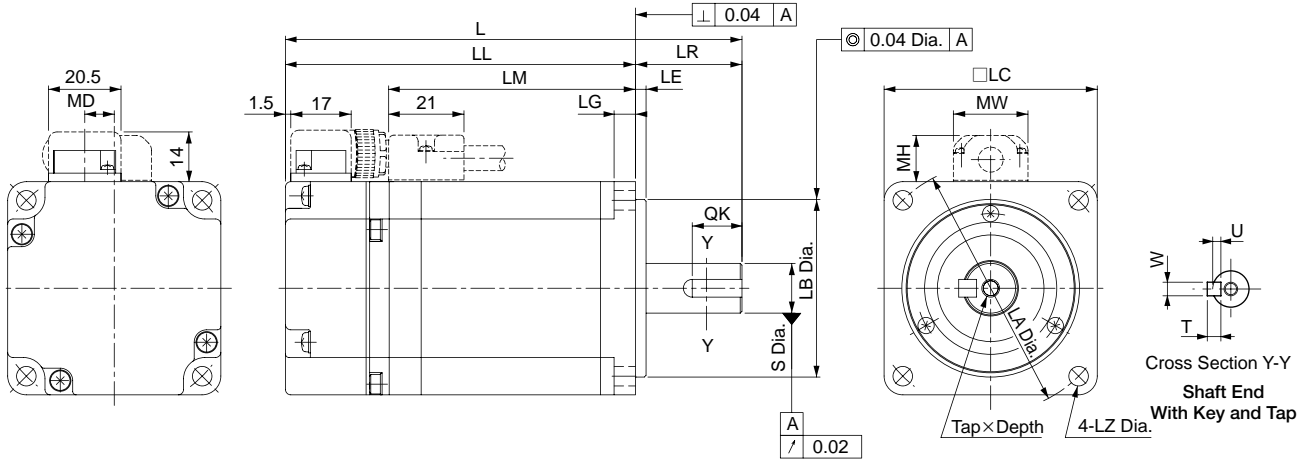 ⊥ 0.04 A
L
◎ 0.04 Dia. A
LL LR
20.5
MD
LM LE
□LC
1.5 17 21 LG
MW
14
MH
QK
Y
U
W
LB Dia.
LA Dia.
T
S Dia.
Y
Cross Section Y-Y
Shaft End
With Key and Tap
Tap×Depth
4-LZ Dia.
A
↗ 0.02